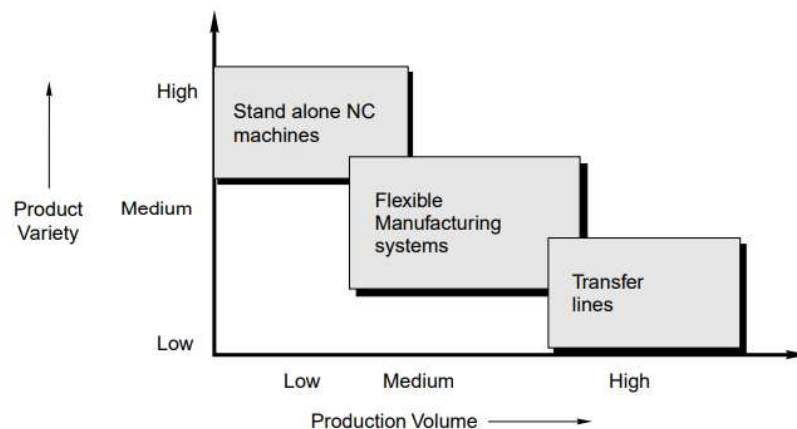 High
Stand alone NC
machines
Product
Variety
Medium
Flexible
Manufacturing
systems
Transfer
lines
Low
Low
Medium
High
Production Volume